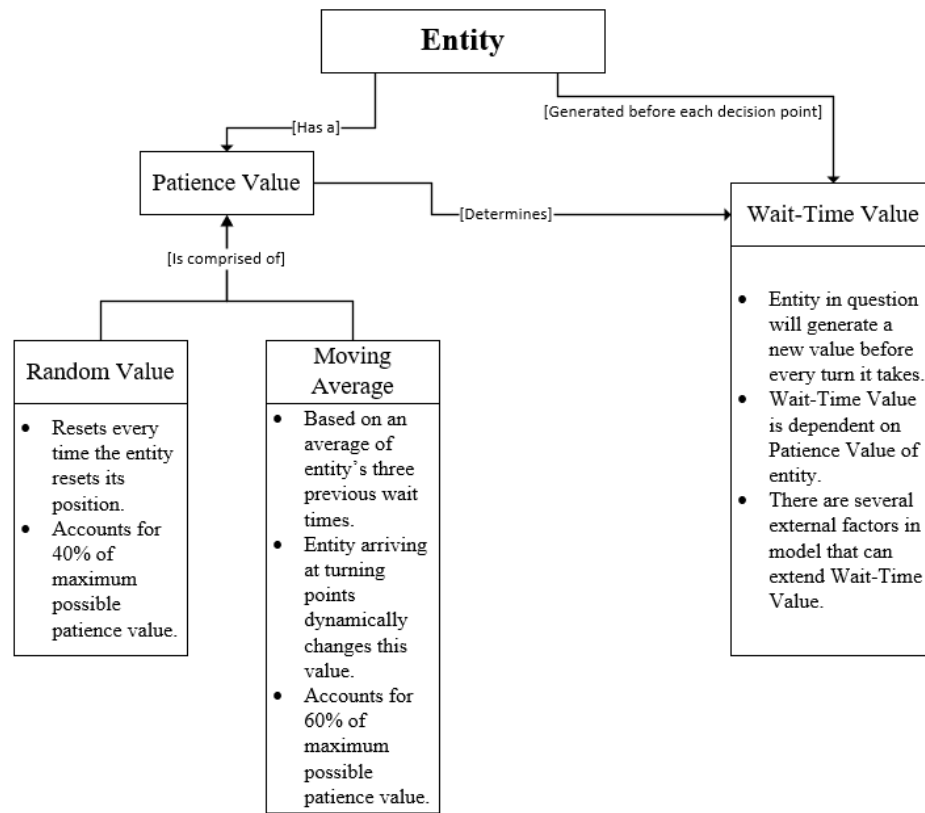 Entity
[Has a]
[Generated before each decision point]
Patience Value
[Determines]
Wait-Time Value
[Is comprised of]
• Entity in question
will generate a
new value before
every turn it takes.
• Wait-Time Value
is dependent on
Patience Value of
entity.
• There are several
external factors in
model that can
extend Wait-Time
Value.
Random Value
• Resets every
time the entity
resets its
position.
• Accounts for
40% of
maximum
possible
patience value.
Moving
Average
• Based on an
average of
entity’s three
previous wait
times.
• Entity arriving
at turning
points
dynamically
changes this
value.
• Accounts for
60% of
maximum
possible
patience value.